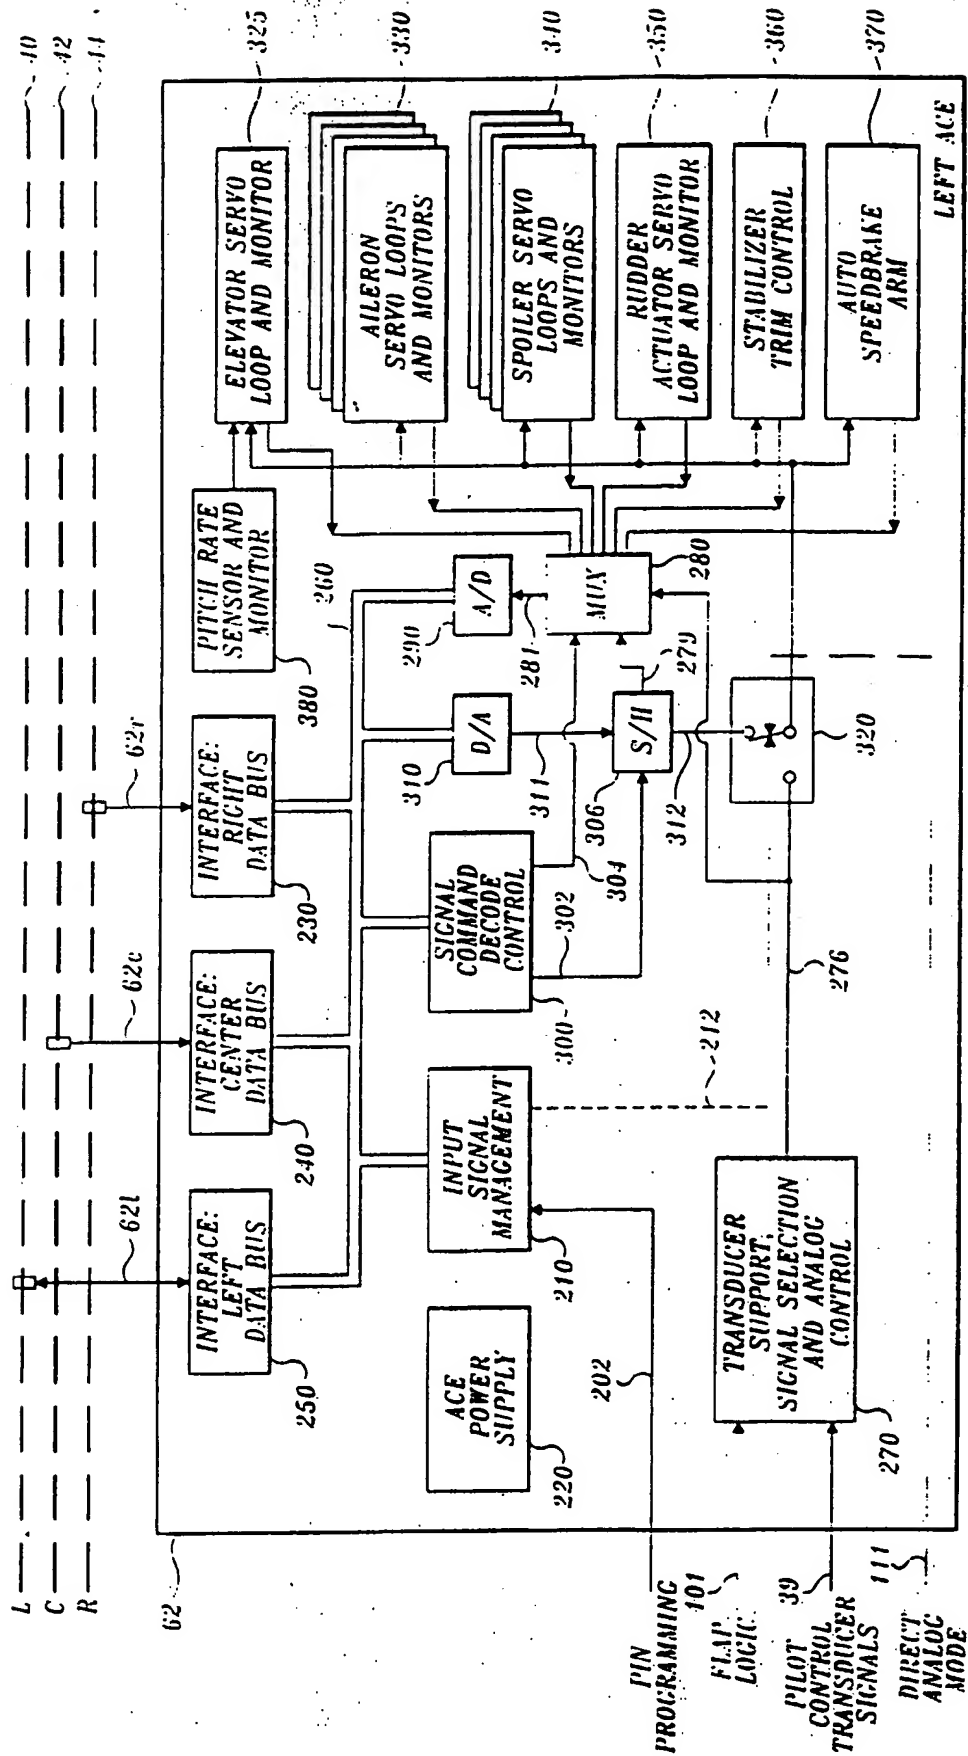 L
C
R
40
42
44
62l
62c
62r
62
INTERFACE:
LEFT
DATA BUS
250
INTERFACE:
CENTER
DATA BUS
240
INTERFACE:
RIGHT
DATA BUS
230
PITCH RATE
SENSOR AND
MONITOR
380
260
ELEVATOR SERVO
LOOP AND MONITOR
325
AILERON
SERVO LOOPS
AND MONITORS
330
SPOILER SERVO
LOOPS AND
MONITORS
340
RUDDER
ACTUATOR SERVO
LOOP AND MONITOR
350
STABILIZER
TRIM CONTROL
360
AUTO
SPEEDBRAKE
ARM
370
ACE
POWER
SUPPLY
220
INPUT
SIGNAL
MANAGEMENT
210
212
SIGNAL
COMMAND
DECODE
CONTROL
300
302
304
D/A
310
311
A/D
290
281
MUX
280
S/H
306
279
312
320
276
202
TRANSDUCER
SUPPORT,
SIGNAL SELECTION
AND ANALOG
CONTROL
270
PIN
PROGRAMMING
101
FLAP
LOGIC
39
PILOT
CONTROL
TRANSDUCER
SIGNALS
111
DIRECT
ANALOG
MODE
LEFT ACE